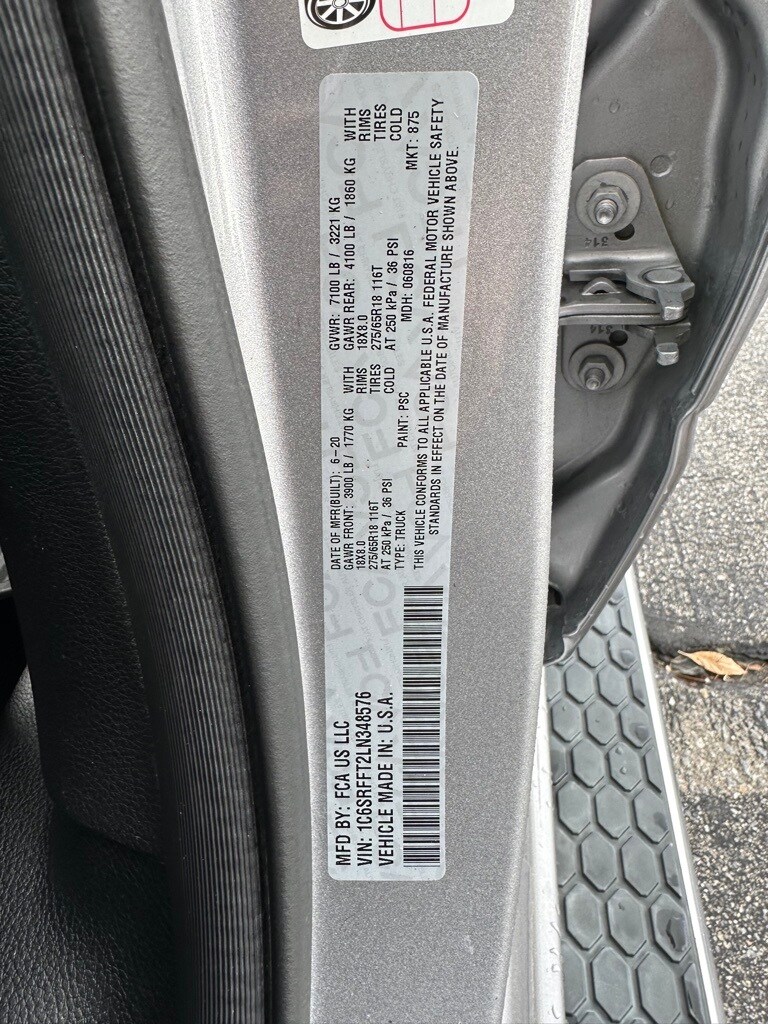 MFD BY: FCA US LLC
VIN: 1C6SRFFT2LN348576
VEHICLE MADE IN: U.S.A.
DATE OF MFR(BUILT): 6-20 GVWR: 7100 LB / 3221 KG
GAWR FRONT: 3900 LB / 1770 KG WITH GAWR REAR: 4100 LB / 1860 KG WITH
18X8.0 RIMS 18X8.0 RIMS
275/65R18 116T TIRES 275/65R18 116T TIRES
AT 250 kPa / 36 PSI COLD AT 250 kPa / 36 PSI COLD
TYPE: TRUCK PAINT: PSC MDH: 060816 MKT: 875
THIS VEHICLE CONFORMS TO ALL APPLICABLE U.S.A. FEDERAL MOTOR VEHICLE SAFETY
STANDARDS IN EFFECT ON THE DATE OF MANUFACTURE SHOWN ABOVE.
314
314